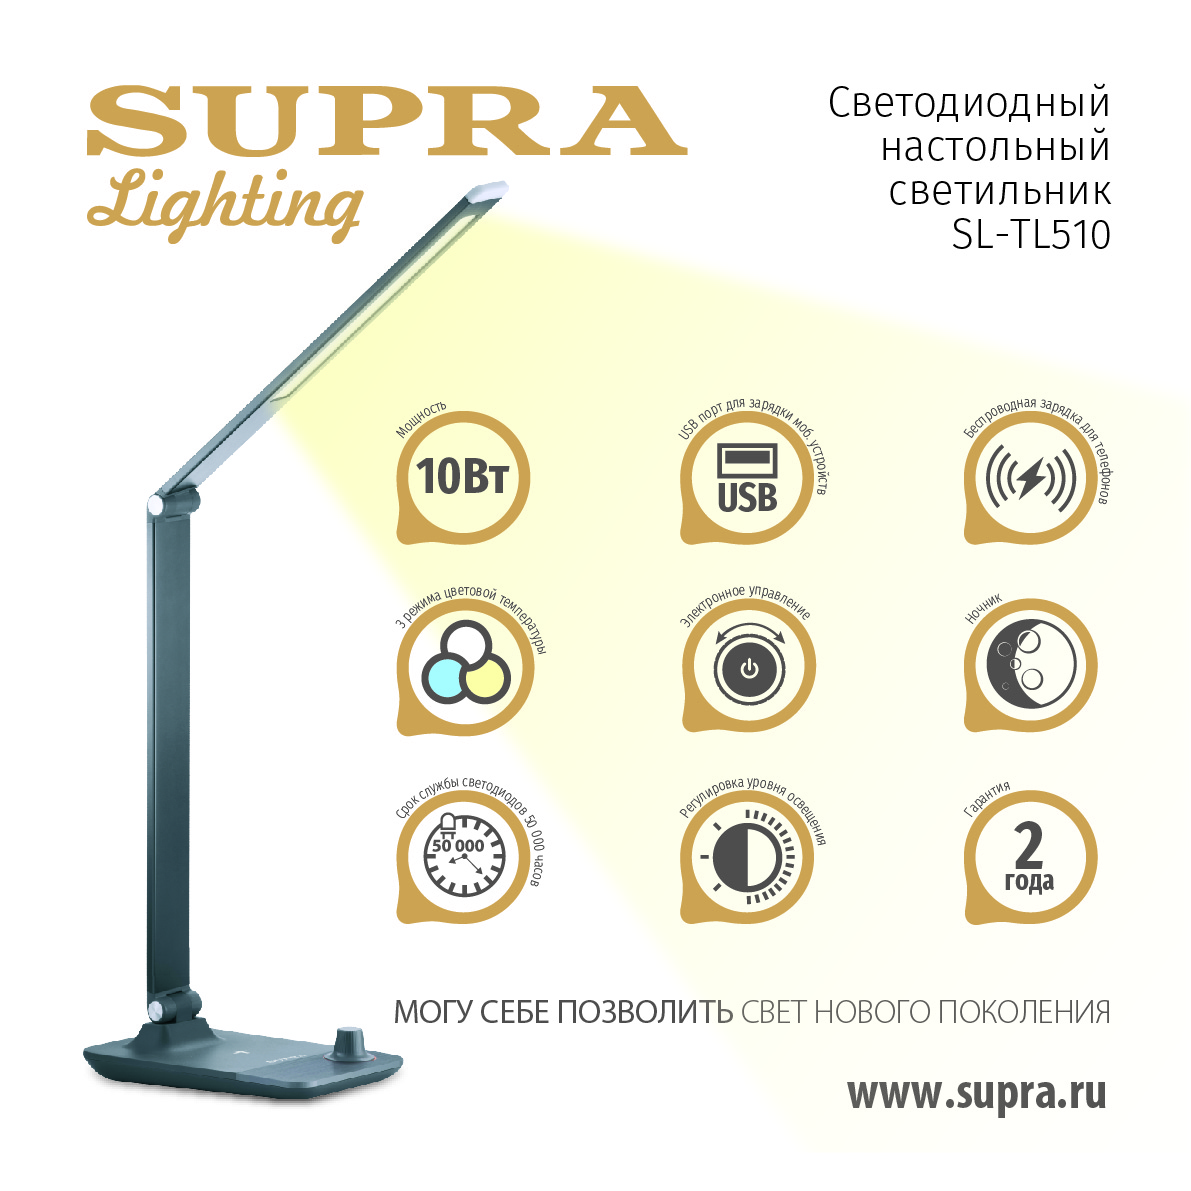 SUPRA
Lighting
Светодиодный
настольный
светильник
SL-TL510
Мощность
10Вт
USB порт для зарядки моб. устройств
USB
Беспроводная зарядка для телефонов
3 режима цветовой температуры
Электронное управление
Ночник
Срок службы светодиодов 50 000 часов
50 000
Регулировка уровня освещения
Гарантия
2
года
SUPRA
МОГУ СЕБЕ ПОЗВОЛИТЬ СВЕТ НОВОГО ПОКОЛЕНИЯ
www.supra.ru